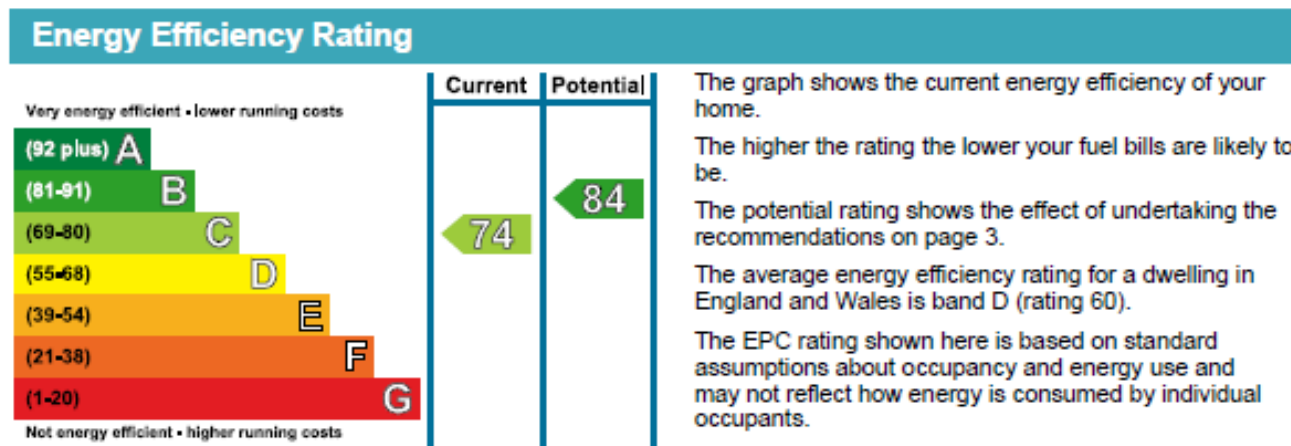 Energy Efficiency Rating
Current
Potential
Very energy efficient • lower running costs
(92 plus) A
(81-91) B
(69-80) C
(55-68) D
(39-54) E
(21-38) F
(1-20) G
Not energy efficient • higher running costs
74
84
The graph shows the current energy efficiency of your
home.
The higher the rating the lower your fuel bills are likely to
be.
The potential rating shows the effect of undertaking the
recommendations on page 3.
The average energy efficiency rating for a dwelling in
England and Wales is band D (rating 60).
The EPC rating shown here is based on standard
assumptions about occupancy and energy use and
may not reflect how energy is consumed by individual
occupants.